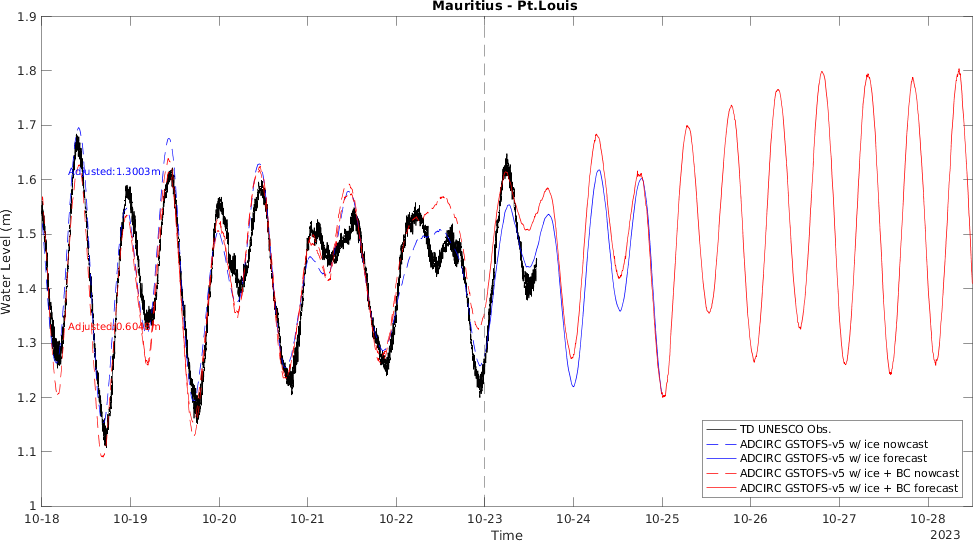 Mauritius - Pt.Louis
1.9
1.8
1.7
1.6
1.5
1.4
1.3
1.2
1.1
1
Water Level (m)
Adjusted:1.3003m
10-18
10-19
10-20
10-21
10-22
10-23
10-24
10-25
10-26
10-27
10-28
2023
Time
TD UNESCO Obs.
ADCIRC GSTOFS-v5 w/ ice nowcast
ADCIRC GSTOFS-v5 w/ ice forecast
ADCIRC GSTOFS-v5 w/ ice + BC nowcast
ADCIRC GSTOFS-v5 w/ ice + BC forecast